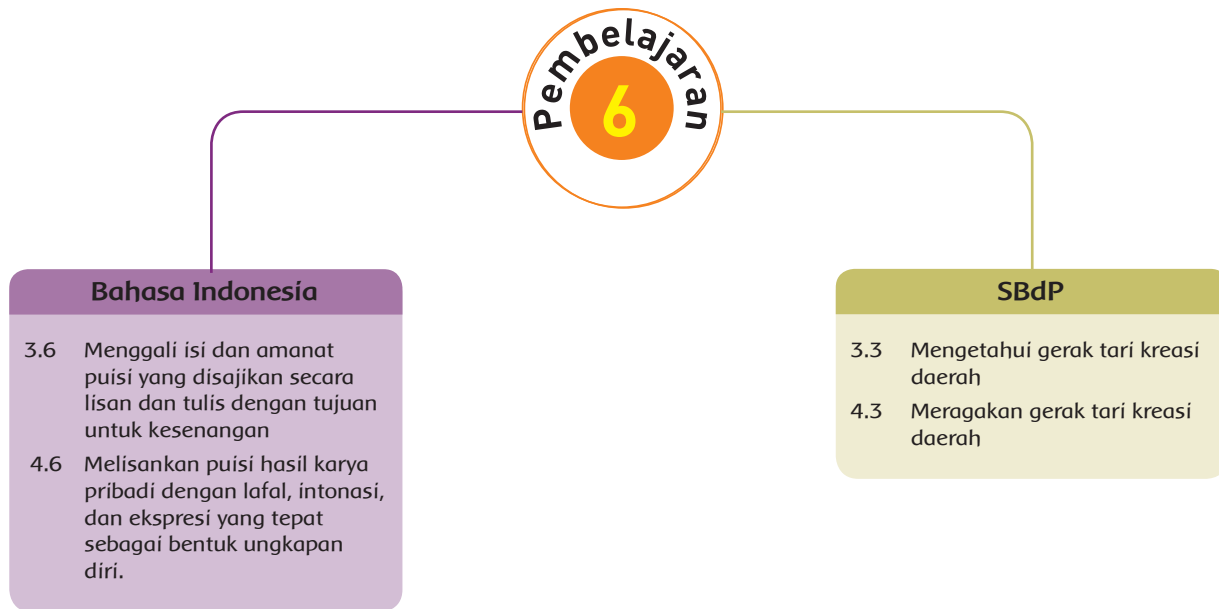 Pembelajaran
6
Bahasa Indonesia
3.6 Menggali isi dan amanat
puisi yang disajikan secara
lisan dan tulis dengan tujuan
untuk kesenangan
4.6 Melisankan puisi hasil karya
pribadi dengan lafal, intonasi,
dan ekspresi yang tepat
sebagai bentuk ungkapan
diri.
SBdP
3.3 Mengetahui gerak tari kreasi
daerah
4.3 Meragakan gerak tari kreasi
daerah